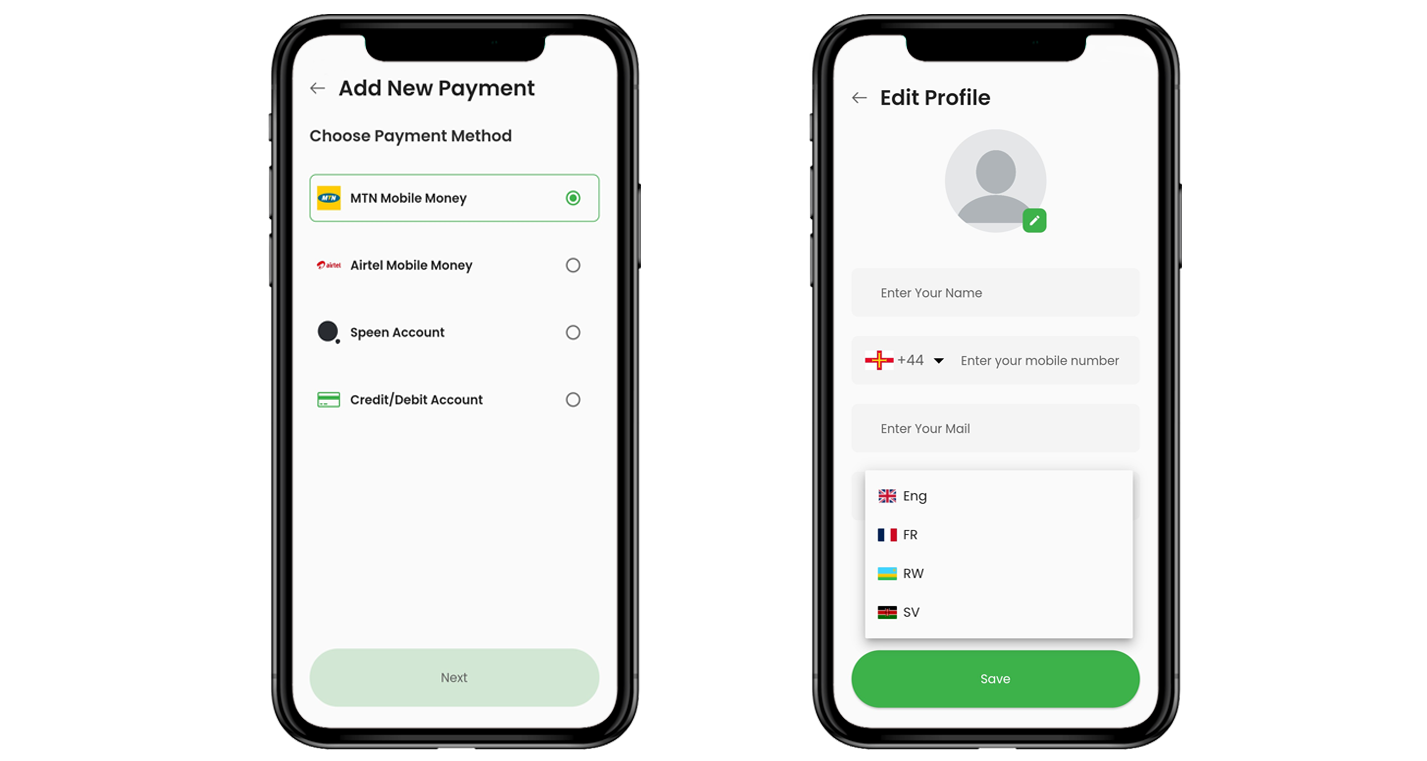 Add New Payment
Choose Payment Method
MTN
MTN Mobile Money
airtel
Airtel Mobile Money
Speen Account
Credit/Debit Account
Next
Edit Profile
Enter Your Name
+44 Enter your mobile number
Enter Your Mail
Eng
FR
RW
SV
Save